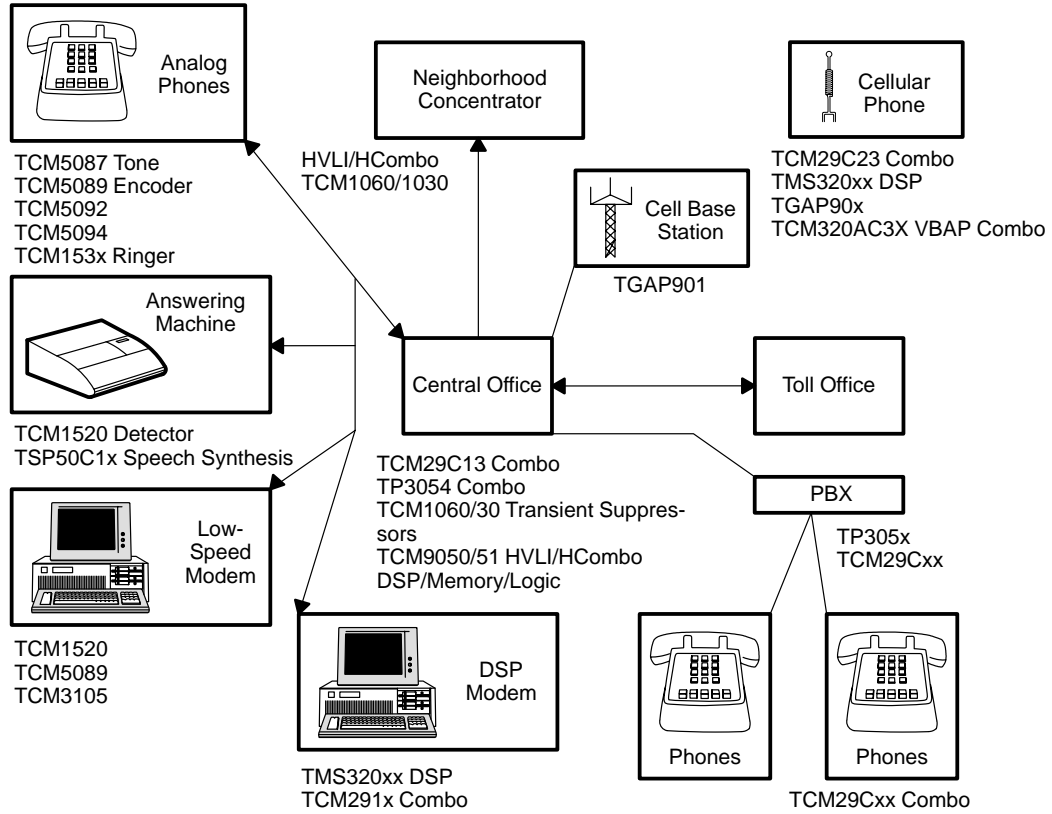 Analog
Phones
TCM5087 Tone
TCM5089 Encoder
TCM5092
TCM5094
TCM153x Ringer
Neighborhood
Concentrator
HVLI/HCombo
TCM1060/1030
Cellular
Phone
TCM29C23 Combo
TMS320xx DSP
TGAP90x
TCM320AC3X VBAP Combo
Cell Base
Station
TGAP901
Answering
Machine
TCM1520 Detector
TSP50C1x Speech Synthesis
Central Office
TCM29C13 Combo
TP3054 Combo
TCM1060/30 Transient Suppres-
sors
TCM9050/51 HVLI/HCombo
DSP/Memory/Logic
Toll Office
PBX
TP305x
TCM29Cxx
Low-
Speed
Modem
TCM1520
TCM5089
TCM3105
DSP
Modem
TMS320xx DSP
TCM291x Combo
Phones
Phones
TCM29Cxx Combo